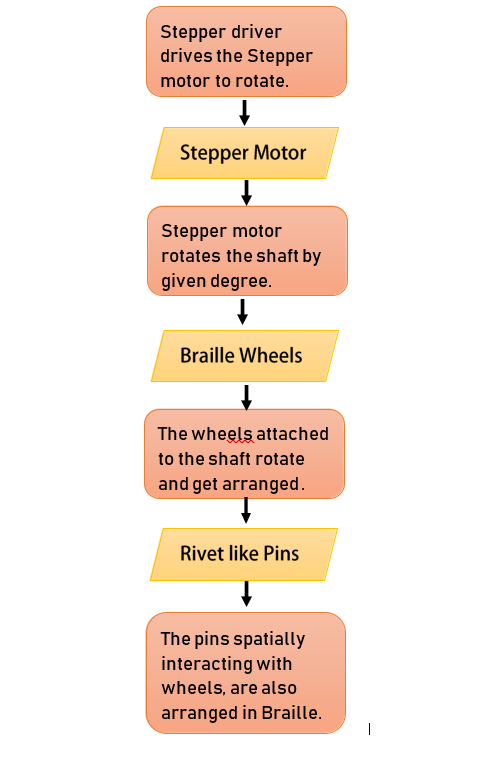 Stepper driver
drives the Stepper
motor to rotate.
Stepper Motor
Stepper motor
rotates the shaft by
given degree.
Braille Wheels
The wheels attached
to the shaft rotate
and get arranged.
Rivet like Pins
The pins spatially
interacting with
wheels, are also
arranged in Braille.